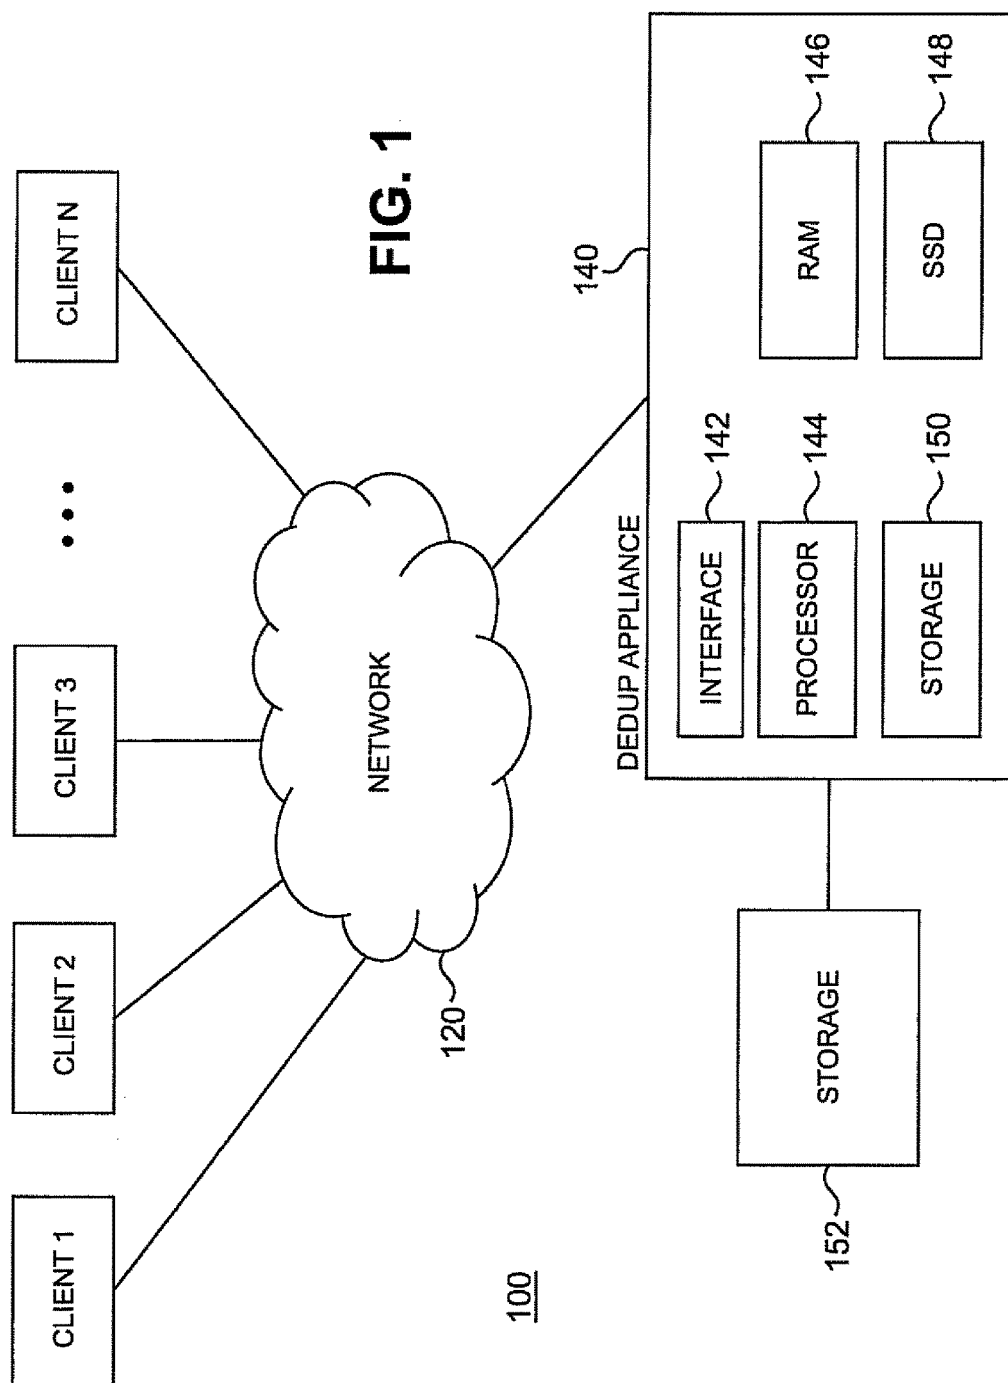 CLIENT 1
CLIENT 2
CLIENT 3
CLIENT N
NETWORK
120
FIG. 1
100
DEDUP APPLIANCE
140
INTERFACE
142
PROCESSOR
144
RAM
146
STORAGE
150
SSD
148
STORAGE
152